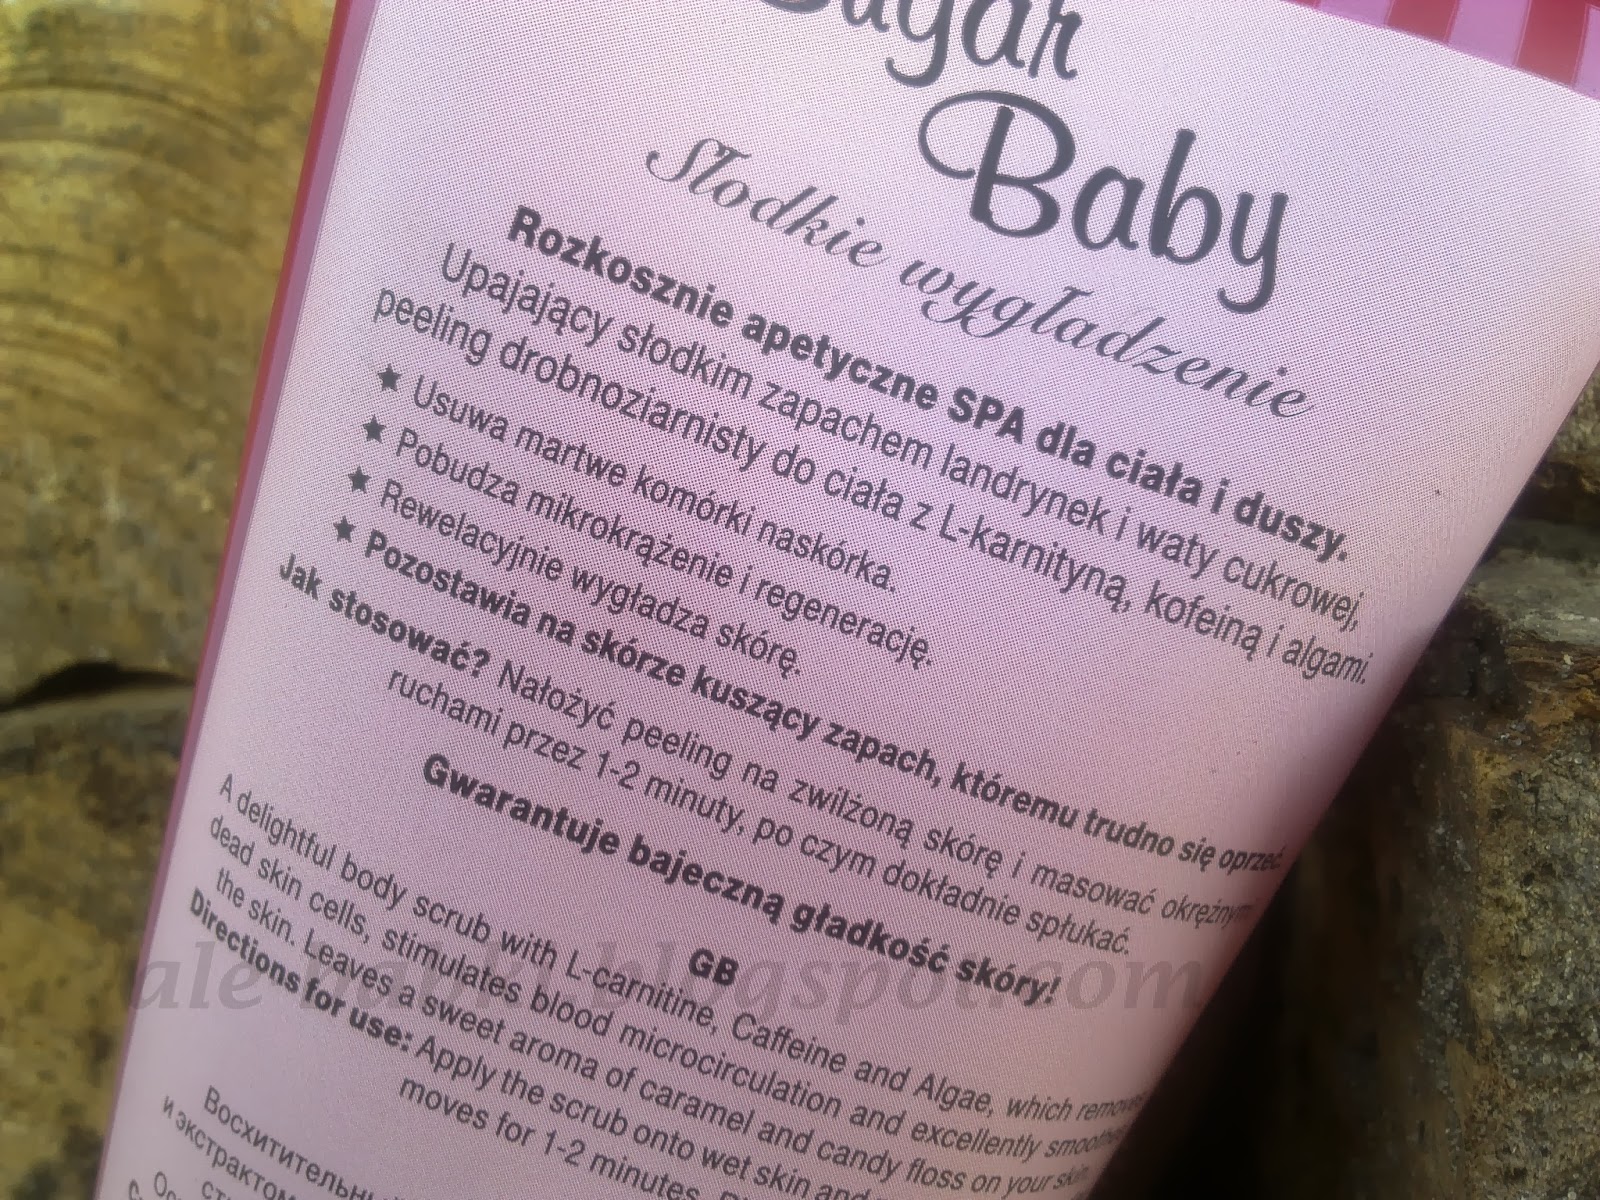 Sugar
Baby
Słodkie wygładzenie
Rozkosznie apetyczne SPA dla ciała i duszy.
Upajający słodkim zapachem landrynek i waty cukrowej,
peeling drobnoziarnisty do ciała z L-karnityną, kofeiną i algami.
★ Usuwa martwe komórki naskórka.
★ Pobudza mikrokrążenie i regenerację.
★ Rewelacyjnie wygładza skórę.
★ Pozostawia na skórze kuszący zapach, któremu trudno się oprzeć.
Jak stosować? Nałożyć peeling na zwilżoną skórę i masować okrężnymi
ruchami przez 1-2 minuty, po czym dokładnie spłukać.
Gwarantuje bajeczną gładkość skóry!
GB
A delightful body scrub with L-carnitine, Caffeine and Algae, which removes
dead skin cells, stimulates blood microcirculation and excellently smoothes
the skin. Leaves a sweet aroma of caramel and candy floss on your skin.
Directions for use: Apply the scrub onto wet skin and
moves for 1-2 minutes.
Восхитительный
и экстрактом